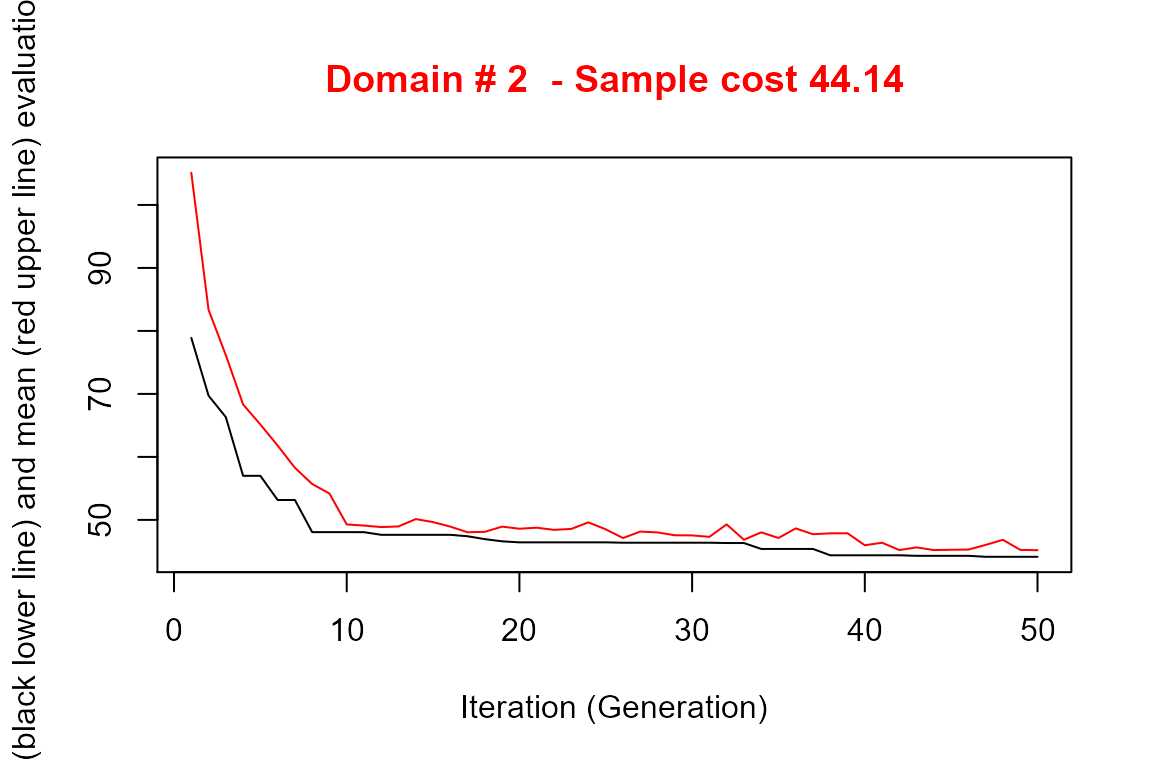 Domain # 2  - Sample cost 44.14
(black lower line) and mean (red upper line) evaluatio
90
70
50
0 10 20 30 40 50
Iteration (Generation)